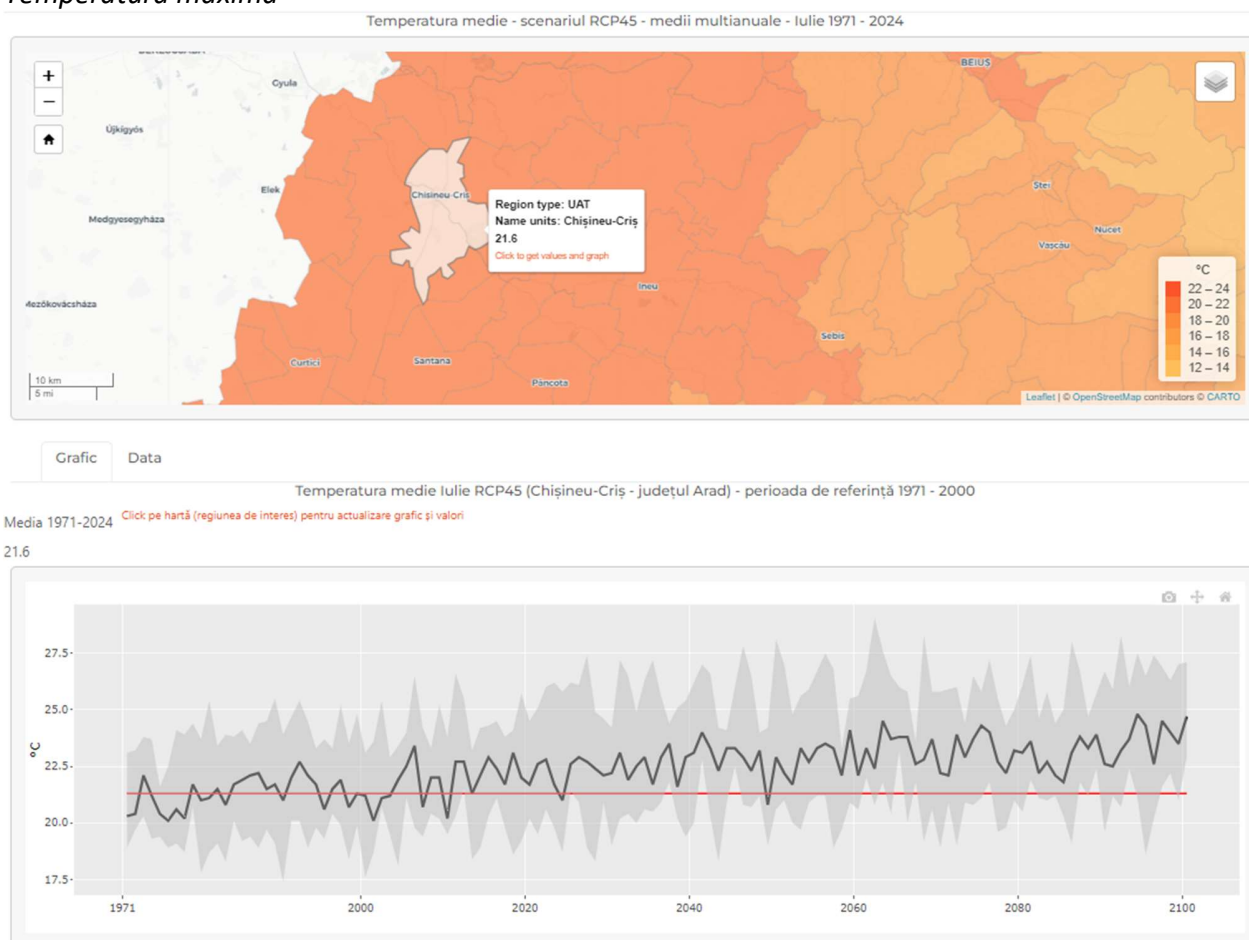 Temperatura maximă
Temperatura medie - scenariul RCP45 - medii multianuale - Iulie 1971 - 2024
+
−
Gyula
BEIUȘ
Újkígyós
Elek
Chisineu-Cris
Ștei
Medgyesegyháza
Region type: UAT
Name units: Chișineu-Criș
21.6
Click to get values and graph
Nucet
Vașcău
Ineu
Mezőkovácsháza
Sebiș
Curtici
Santana
Pancota
°C
22 – 24
20 – 22
18 – 20
16 – 18
14 – 16
12 – 14
10 km
5 mi
Leaflet | © OpenStreetMap contributors © CARTO
Grafic Data
Temperatura medie Iulie RCP45 (Chișineu-Criș - județul Arad) - perioada de referință 1971 - 2000
Media 1971-2024 Click pe hartă (regiunea de interes) pentru actualizare grafic și valori
21.6
27.5
25.0
22.5
20.0
17.5
°C
1971 2000 2020 2040 2060 2080 2100